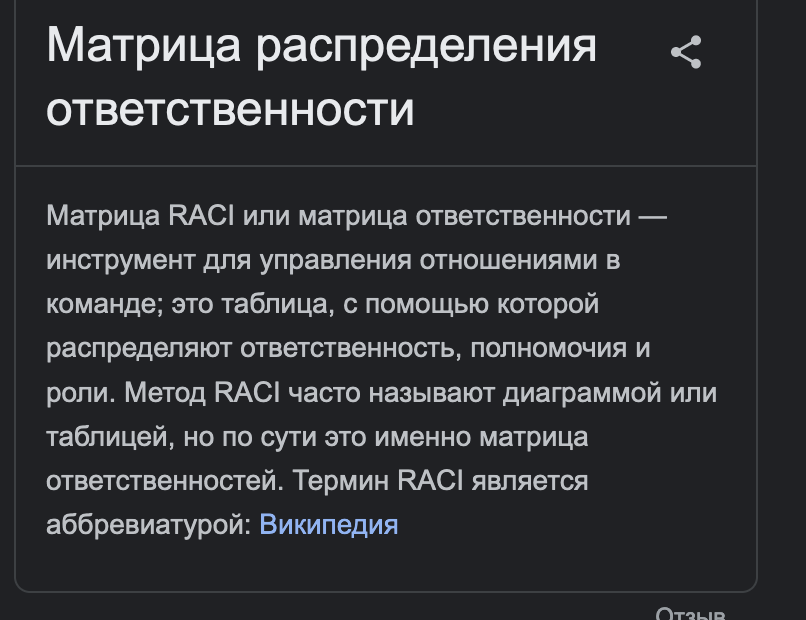 Матрица распределения
ответственности
Матрица RACI или матрица ответственности —
инструмент для управления отношениями в
команде; это таблица, с помощью которой
распределяют ответственность, полномочия и
роли. Метод RACI часто называют диаграммой или
таблицей, но по сути это именно матрица
ответственностей. Термин RACI является
аббревиатурой: Википедия
Отзыв